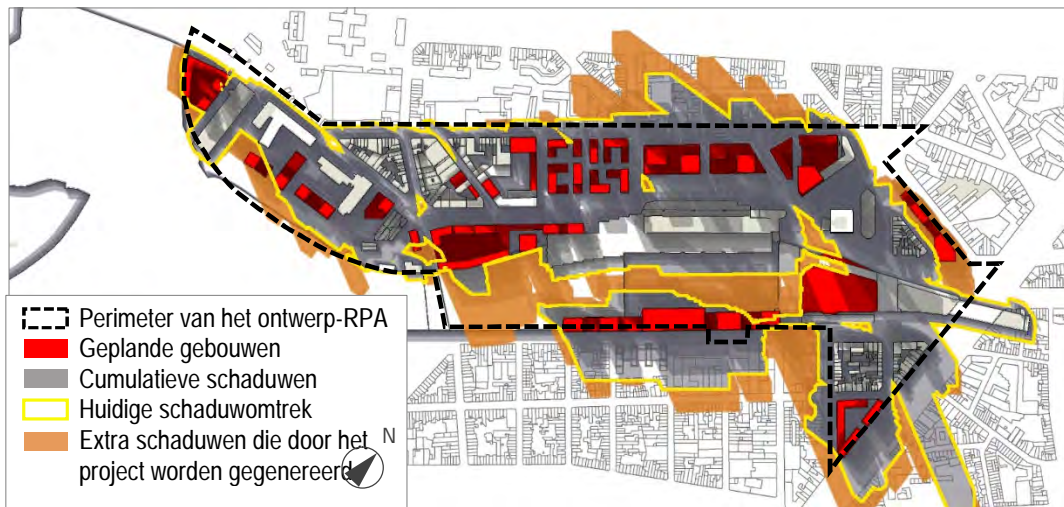 Perimeter van het ontwerp-RPA
Geplande gebouwen
Cumulatieve schaduwen
Huidige schaduwomtrek
Extra schaduwen die door het
project worden gegenereerd
N